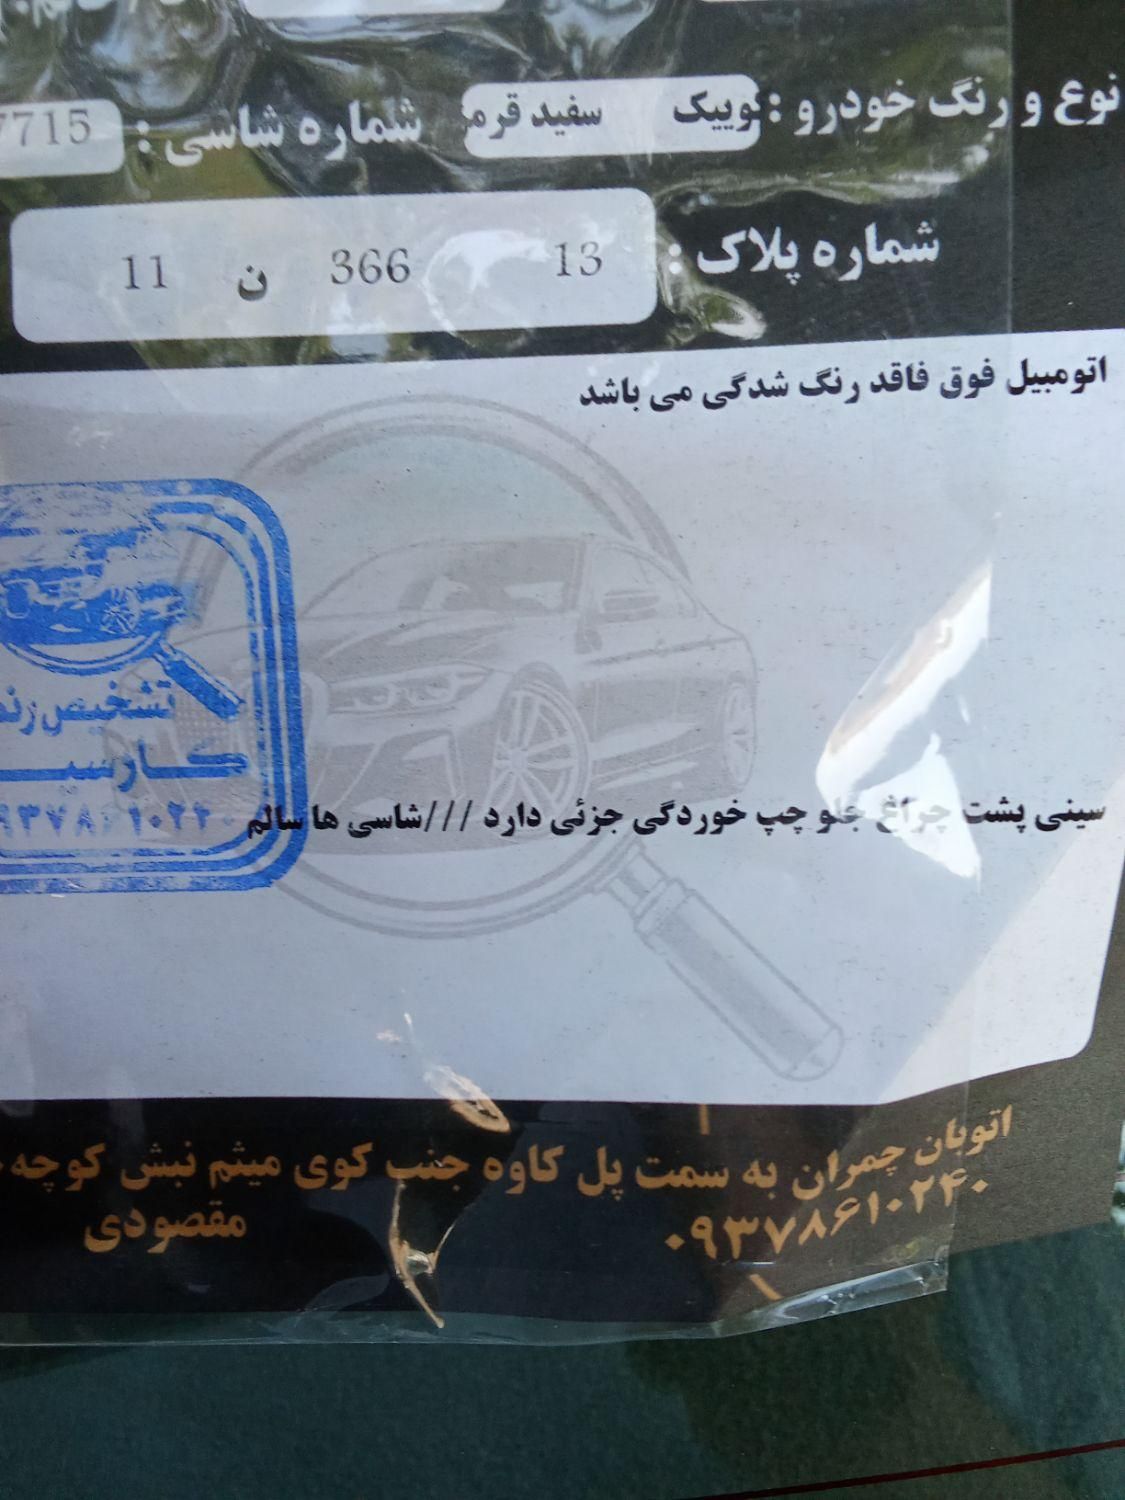 نوع و رنگ خودرو : کوییک سفید قرمز شماره شاسی : 7715
شماره پلاک : 13 366 ن 11
اتومبیل فوق فاقد رنگ شدگی می باشد
تشخیص رنگ
کارسیـ
سینی پشت چراغ جلو چپ خوردگی جزئی دارد ///شاسی ها سالم
اتوبان چمران به سمت پل کاوه جنب کوی میثم نبش کوچه
۰۹۳۷۸۶۱۰۲۴۰
مقصودی